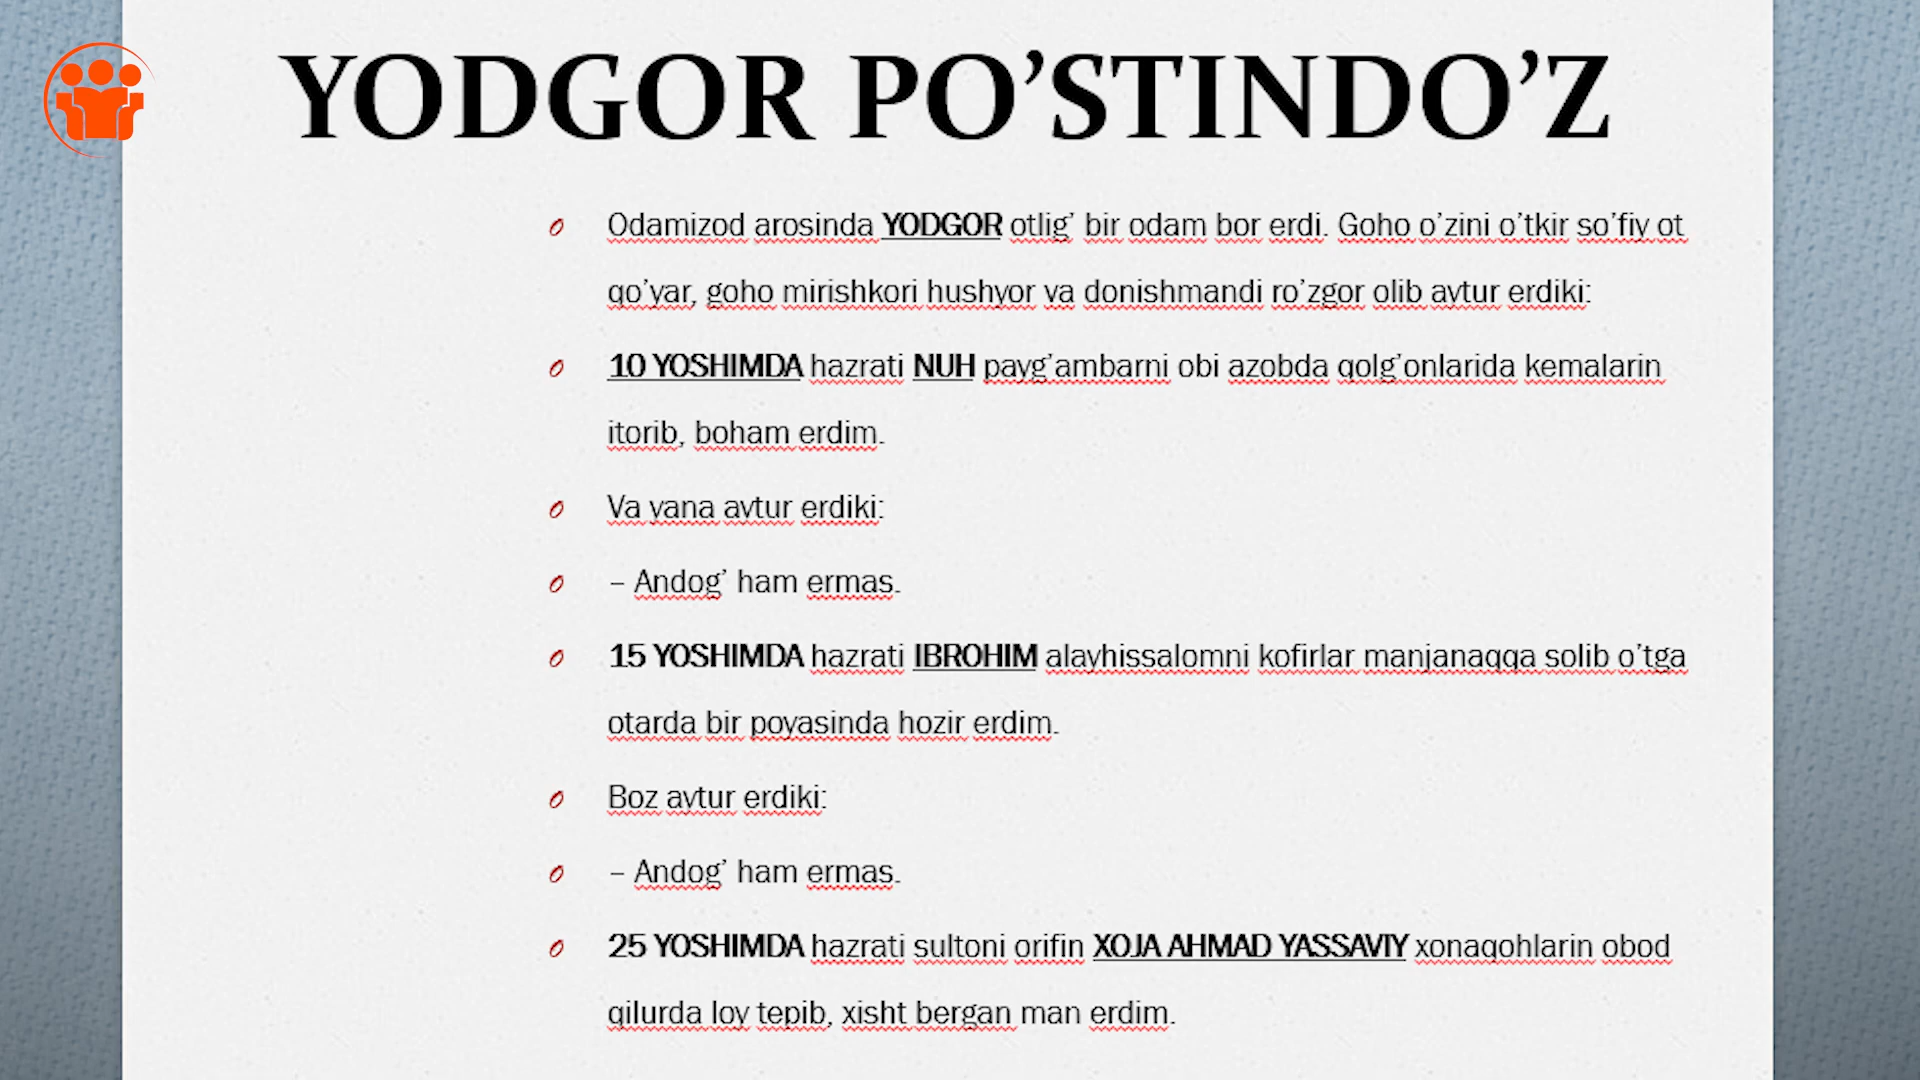 YODGOR PO’STINDO’Z
Odamizod arosinda YODGOR otlig’ bir odam bor erdi. Goho o’zini o’tkir so’fiy ot
qo’yar, goho mirishkori hushyor va donishmandi ro’zgor olib aytur erdiki:
10 YOSHIMDA hazrati NUH payg’ambarni obi azobda qolg’onlarida kemalarin
itorib, boham erdim.
Va yana aytur erdiki:
– Andog’ ham ermas.
15 YOSHIMDA hazrati IBROHIM alayhissalomni kofirlar manjanaqqa solib o’tga
otarda bir poyasinda hozir erdim.
Boz aytur erdiki:
– Andog’ ham ermas.
25 YOSHIMDA hazrati sultoni orifin XOJA AHMAD YASSAVIY xonaqohlarin obod
qilurda loy tepib, xisht bergan man erdim.